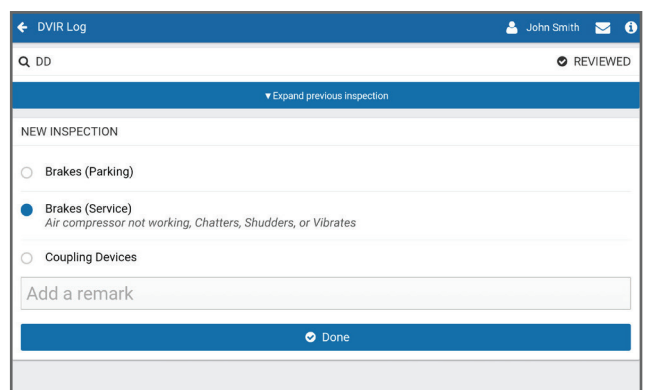 DVIR Log John Smith
DD REVIEWED
▼Expand previous inspection
NEW INSPECTION
Brakes (Parking)
Brakes (Service)
Air compressor not working, Chatters, Shudders, or Vibrates
Coupling Devices
Add a remark
Done